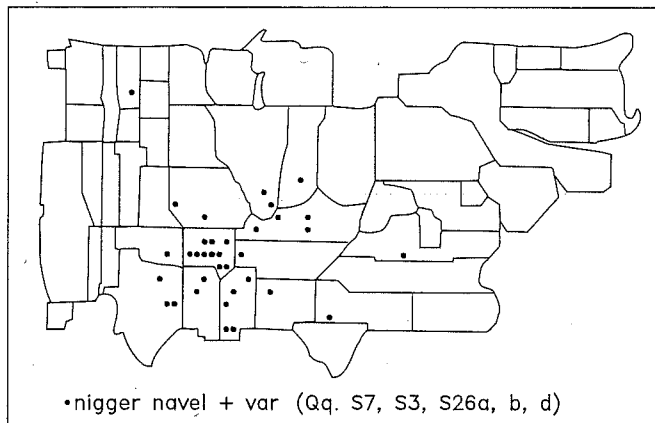 •nigger navel + var (Qq. S7, S3, S26a, b, d)